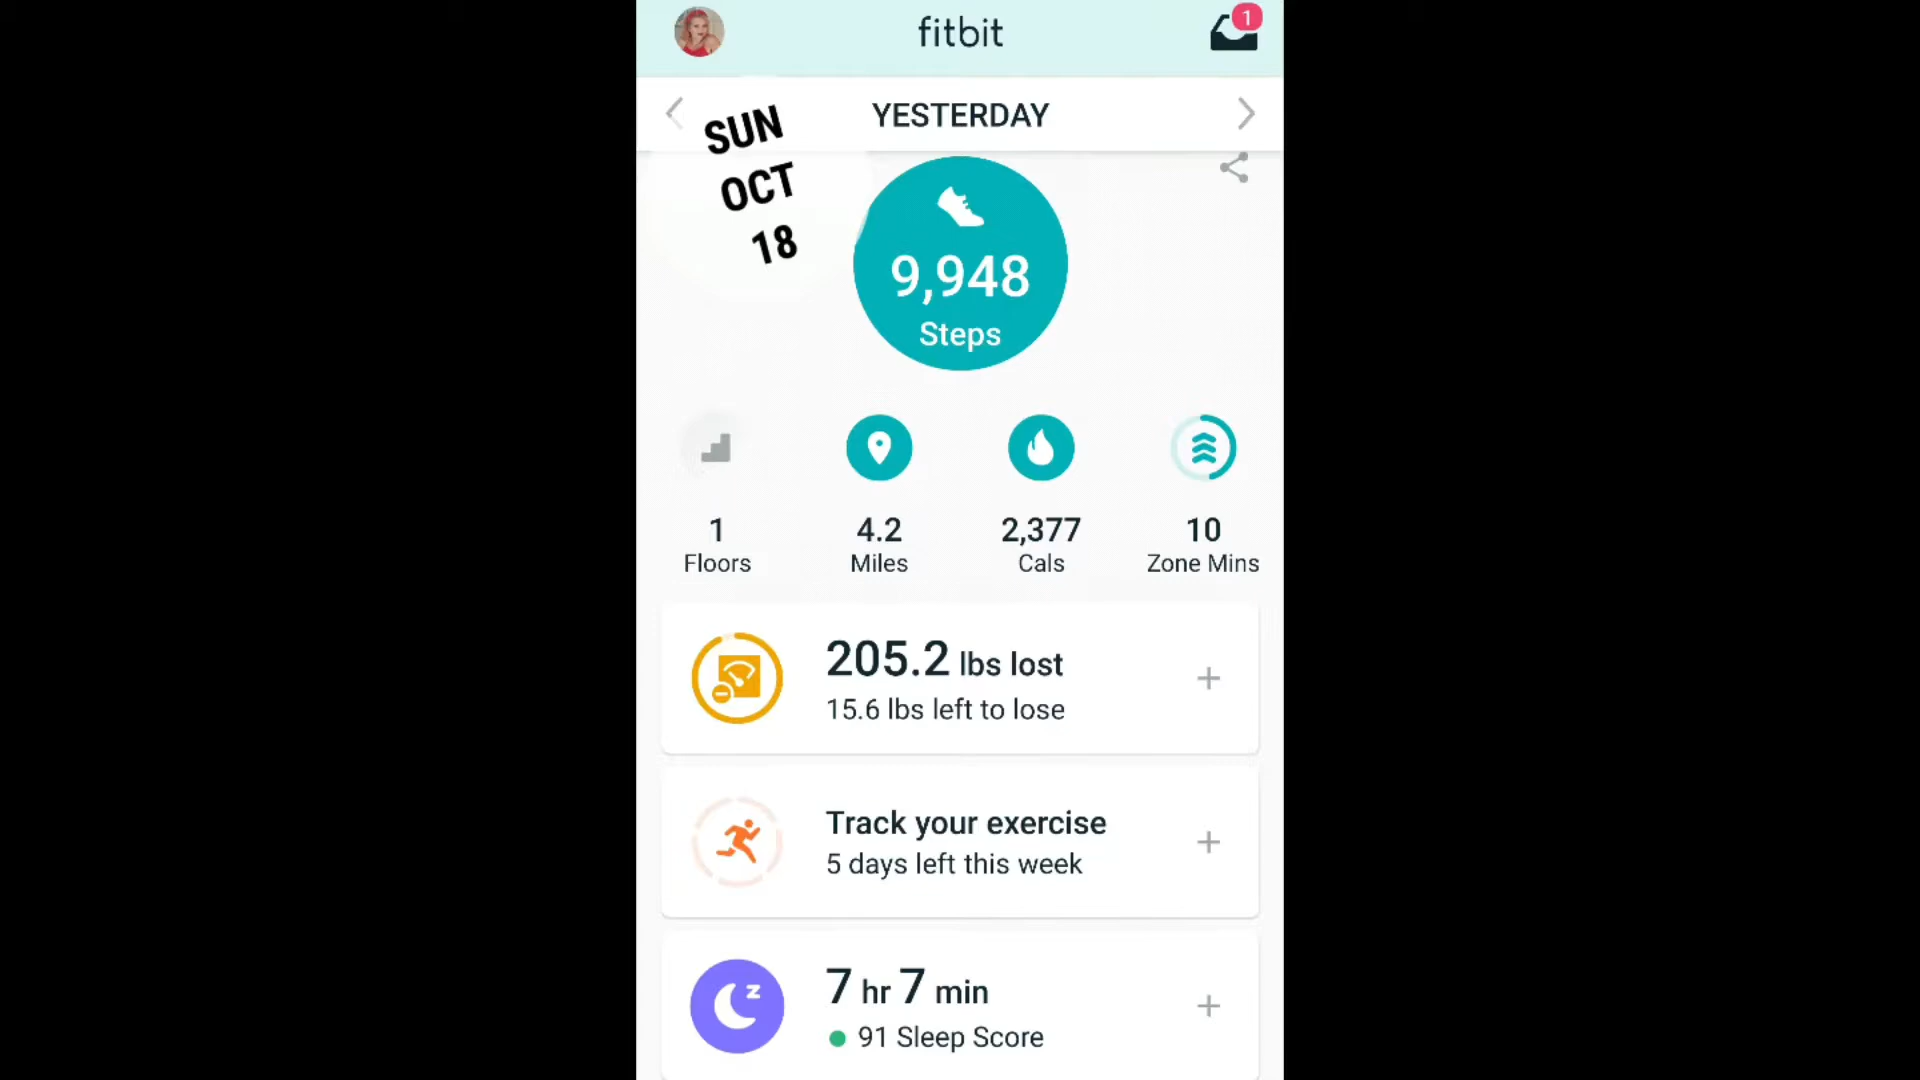 fitbit
1
YESTERDAY
SUN
OCT
18
9,948
Steps
1
Floors
4.2
Miles
2,377
Cals
10
Zone Mins
205.2 lbs lost
15.6 lbs left to lose
Track your exercise
5 days left this week
7 hr 7 min
z
91 Sleep Score